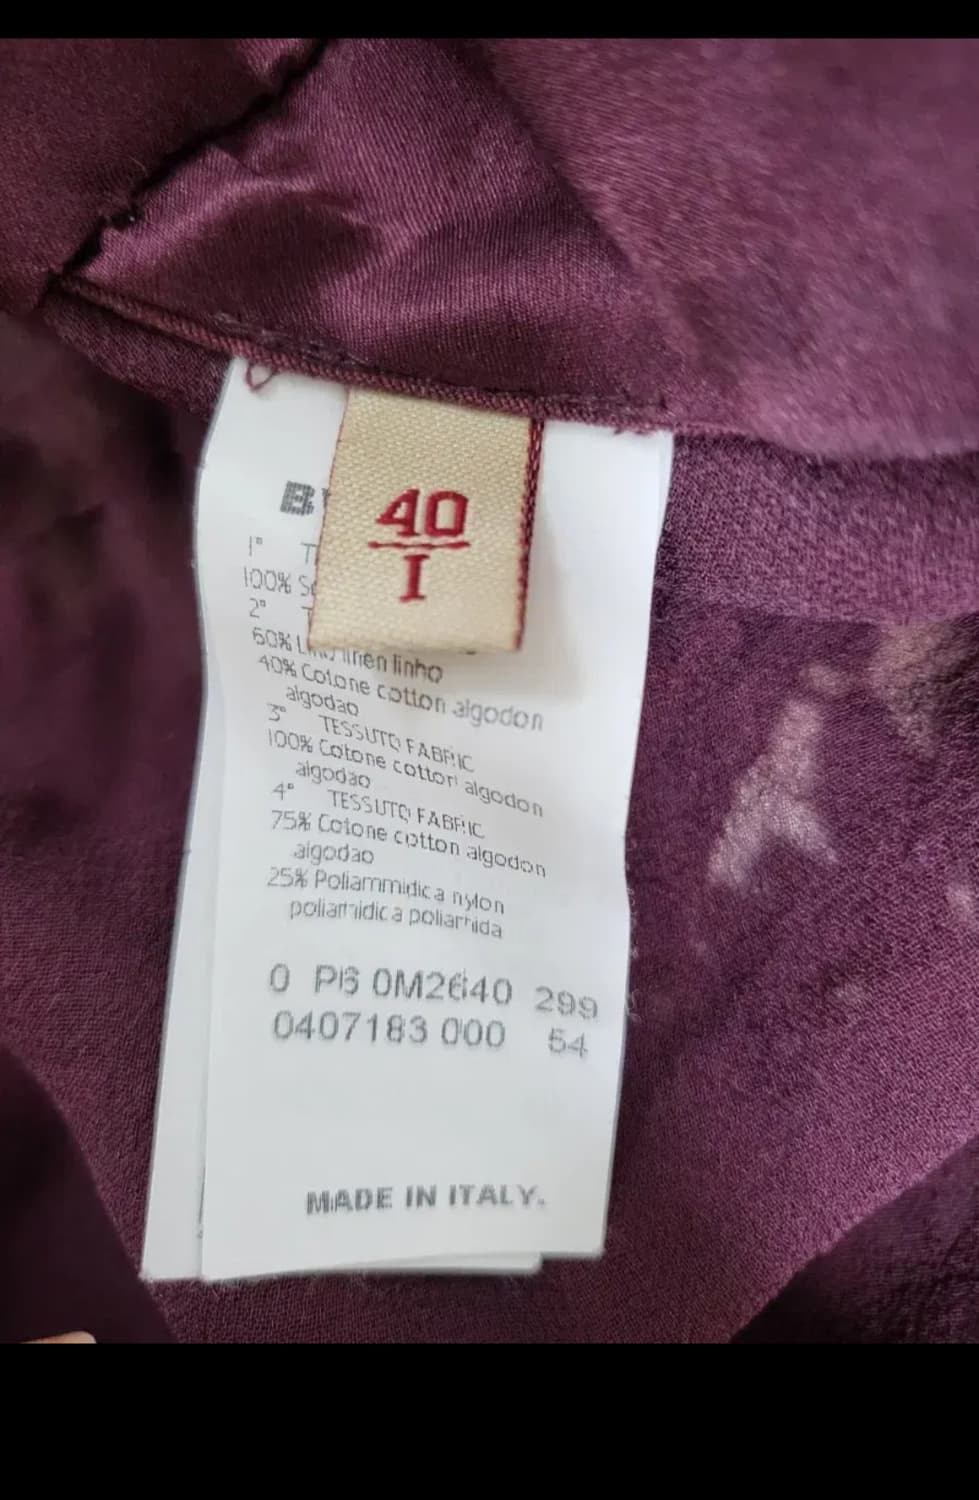 40
I
1°
100%
2°
60% linen linho
40% Cotone cotton algodon
algodao
3° TESSUTO FABRIC
100% Cotone cotton algodon
algodao
4° TESSUTO FABRIC
75% Cotone cotton algodon
algodao
25% Poliammidica nylon
poliamidica poliamida
0 P6 0M2640 299
0407183 000 54
MADE IN ITALY.